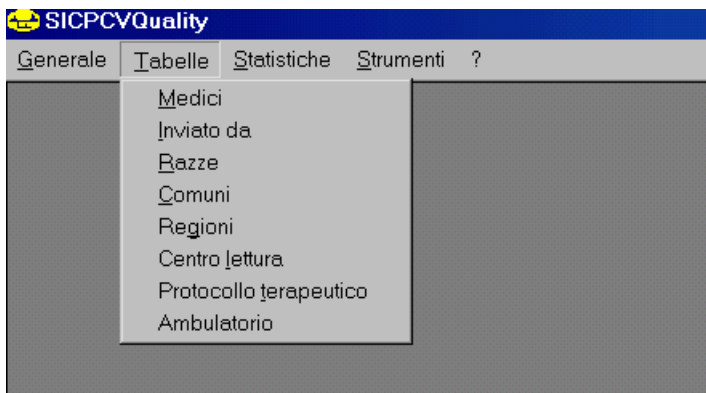 SICPCVQuality
Generale Tabelle Statistiche Strumenti ?
Medici
Inviato da
Razze
Comuni
Regioni
Centro lettura
Protocollo terapeutico
Ambulatorio